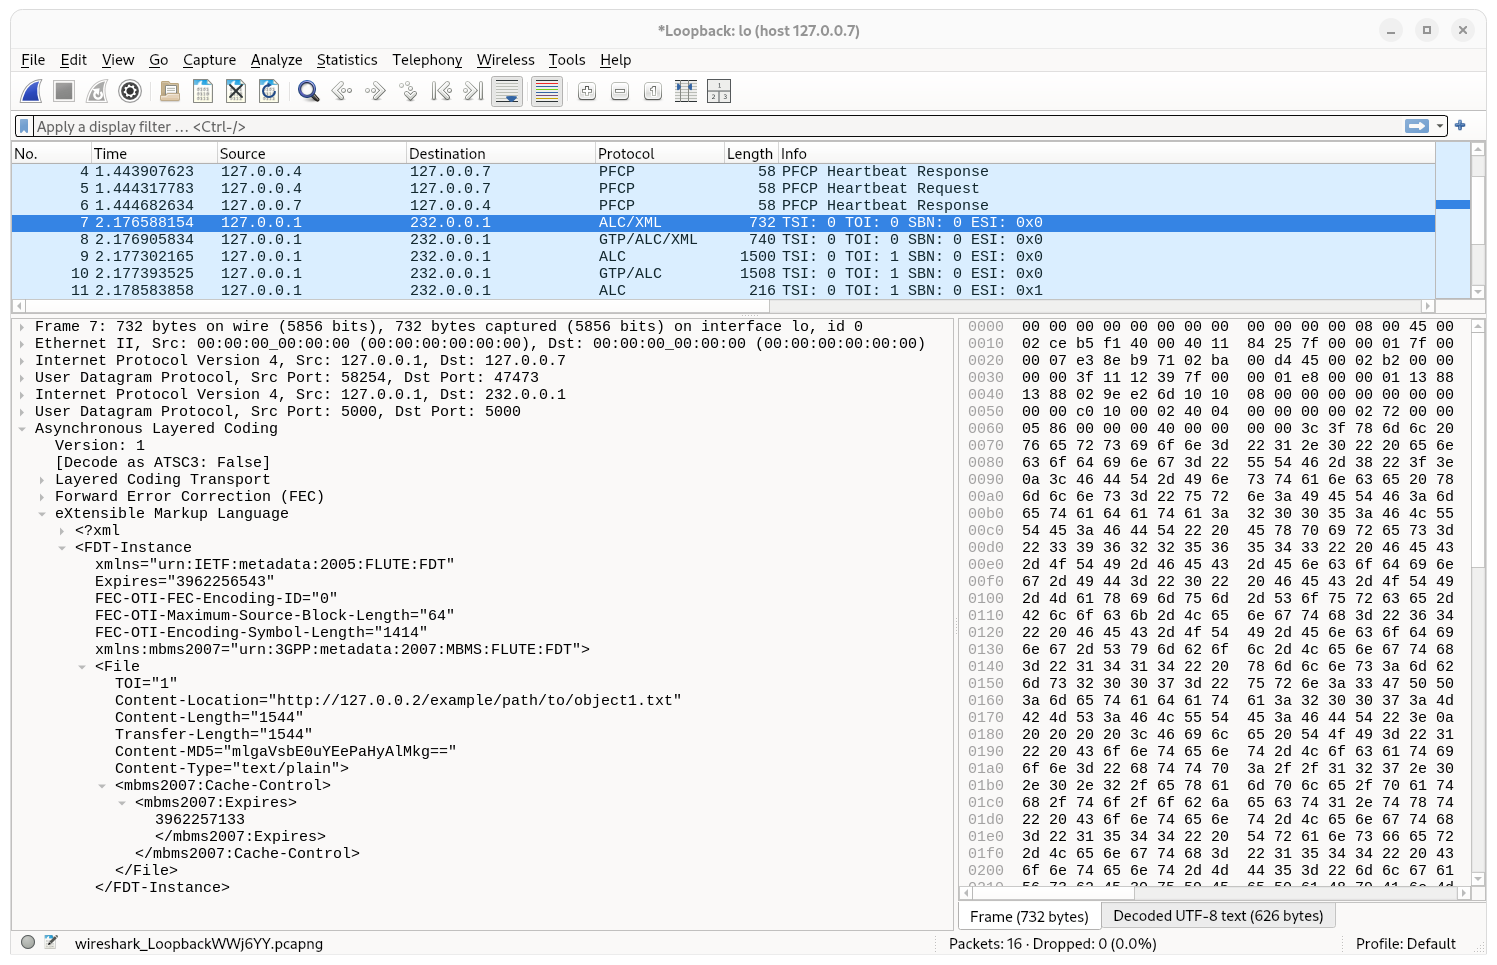 *Loopback: lo (host 127.0.0.7)
File Edit View Go Capture Analyze Statistics Telephony Wireless Tools Help
Apply a display filter … <Ctrl-/>
No. Time Source Destination Protocol Length Info
4 1.443907623 127.0.0.4 127.0.0.7 PFCP 58 PFCP Heartbeat Response
5 1.444317783 127.0.0.4 127.0.0.7 PFCP 58 PFCP Heartbeat Request
6 1.444682634 127.0.0.7 127.0.0.4 PFCP 58 PFCP Heartbeat Response
7 2.176588154 127.0.0.1 232.0.0.1 ALC/XML 732 TSI: 0 TOI: 0 SBN: 0 ESI: 0x0
8 2.176905834 127.0.0.1 232.0.0.1 GTP/ALC/XML 740 TSI: 0 TOI: 0 SBN: 0 ESI: 0x0
9 2.177302165 127.0.0.1 232.0.0.1 ALC 1500 TSI: 0 TOI: 1 SBN: 0 ESI: 0x0
10 2.177393525 127.0.0.1 232.0.0.1 GTP/ALC 1508 TSI: 0 TOI: 1 SBN: 0 ESI: 0x0
11 2.178583858 127.0.0.1 232.0.0.1 ALC 216 TSI: 0 TOI: 1 SBN: 0 ESI: 0x1
Frame 7: 732 bytes on wire (5856 bits), 732 bytes captured (5856 bits) on interface lo, id 0
Ethernet II, Src: 00:00:00_00:00:00 (00:00:00:00:00:00), Dst: 00:00:00_00:00:00 (00:00:00:00:00:00)
Internet Protocol Version 4, Src: 127.0.0.1, Dst: 127.0.0.7
User Datagram Protocol, Src Port: 58254, Dst Port: 47473
Internet Protocol Version 4, Src: 127.0.0.1, Dst: 232.0.0.1
User Datagram Protocol, Src Port: 5000, Dst Port: 5000
Asynchronous Layered Coding
Version: 1
[Decode as ATSC3: False]
Layered Coding Transport
Forward Error Correction (FEC)
eXtensible Markup Language
<?xml
<FDT-Instance
xmlns="urn:IETF:metadata:2005:FLUTE:FDT"
Expires="3962256543"
FEC-OTI-FEC-Encoding-ID="0"
FEC-OTI-Maximum-Source-Block-Length="64"
FEC-OTI-Encoding-Symbol-Length="1414"
xmlns:mbms2007="urn:3GPP:metadata:2007:MBMS:FLUTE:FDT">
<File
TOI="1"
Content-Location="http://127.0.0.2/example/path/to/object1.txt"
Content-Length="1544"
Transfer-Length="1544"
Content-MD5="mlgaVsbE0uYEePaHyAlMkg=="
Content-Type="text/plain">
<mbms2007:Cache-Control>
<mbms2007:Expires>
3962257133
</mbms2007:Expires>
</mbms2007:Cache-Control>
</File>
</FDT-Instance>
0000 00 00 00 00 00 00 00 00 00 00 00 00 08 00 45 00
0010 02 ce b5 f1 40 00 40 11 84 25 7f 00 00 01 7f 00
0020 00 07 e3 8e b9 71 02 ba 00 d4 45 00 02 b2 00 00
0030 00 00 3f 11 12 39 7f 00 00 01 e8 00 00 01 13 88
0040 13 88 02 9e e2 6d 10 10 08 00 00 00 00 00 00 00
0050 00 00 c0 10 00 02 40 04 00 00 00 00 02 72 00 00
0060 05 86 00 00 00 40 00 00 00 00 3c 3f 78 6d 6c 20
0070 76 65 72 73 69 6f 6e 3d 22 31 2e 30 22 20 65 6e
0080 63 6f 64 69 6e 67 3d 22 55 54 46 2d 38 22 3f 3e
0090 0a 3c 46 44 54 2d 49 6e 73 74 61 6e 63 65 20 78
00a0 6d 6c 6e 73 3d 22 75 72 6e 3a 49 45 54 46 3a 6d
00b0 65 74 61 64 61 74 61 3a 32 30 30 35 3a 46 4c 55
00c0 54 45 3a 46 44 54 22 20 45 78 70 69 72 65 73 3d
00d0 22 33 39 36 32 32 35 36 35 34 33 22 20 46 45 43
00e0 2d 4f 54 49 2d 46 45 43 2d 45 6e 63 6f 64 69 6e
00f0 67 2d 49 44 3d 22 30 22 20 46 45 43 2d 4f 54 49
0100 2d 4d 61 78 69 6d 75 6d 2d 53 6f 75 72 63 65 2d
0110 42 6c 6f 63 6b 2d 4c 65 6e 67 74 68 3d 22 36 34
0120 22 20 46 45 43 2d 4f 54 49 2d 45 6e 63 6f 64 69
0130 6e 67 2d 53 79 6d 62 6f 6c 2d 4c 65 6e 67 74 68
0140 3d 22 31 34 31 34 22 20 78 6d 6c 6e 73 3a 6d 62
0150 6d 73 32 30 30 37 3d 22 75 72 6e 3a 33 47 50 50
0160 3a 6d 65 74 61 64 61 74 61 3a 32 30 30 37 3a 4d
0170 42 4d 53 3a 46 4c 55 54 45 3a 46 44 54 22 3e 0a
0180 20 20 20 20 3c 46 69 6c 65 20 54 4f 49 3d 22 31
0190 22 20 43 6f 6e 74 65 6e 74 2d 4c 6f 63 61 74 69
01a0 6f 6e 3d 22 68 74 74 70 3a 2f 2f 31 32 37 2e 30
01b0 2e 30 2e 32 2f 65 78 61 6d 70 6c 65 2f 70 61 74
01c0 68 2f 74 6f 2f 6f 62 6a 65 63 74 31 2e 74 78 74
01d0 22 20 43 6f 6e 74 65 6e 74 2d 4c 65 6e 67 74 68
01e0 3d 22 31 35 34 34 22 20 54 72 61 6e 73 66 65 72
01f0 2d 4c 65 6e 67 74 68 3d 22 31 35 34 34 22 20 43
0200 6f 6e 74 65 6e 74 2d 4d 44 35 3d 22 6d 6c 67 61
Frame (732 bytes) Decoded UTF-8 text (626 bytes)
wireshark_LoopbackWWj6YY.pcapng Packets: 16 · Dropped: 0 (0.0%) Profile: Default